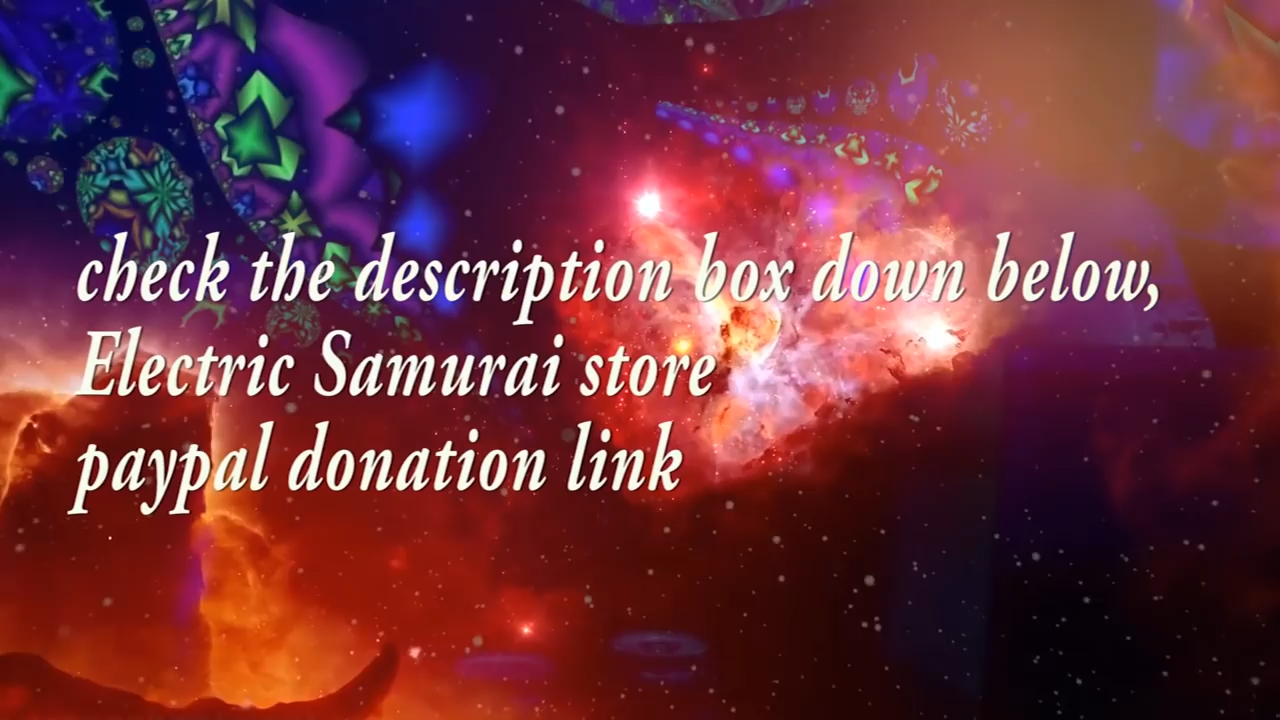 check the description box down below,
Electric Samurai store
paypal donation link